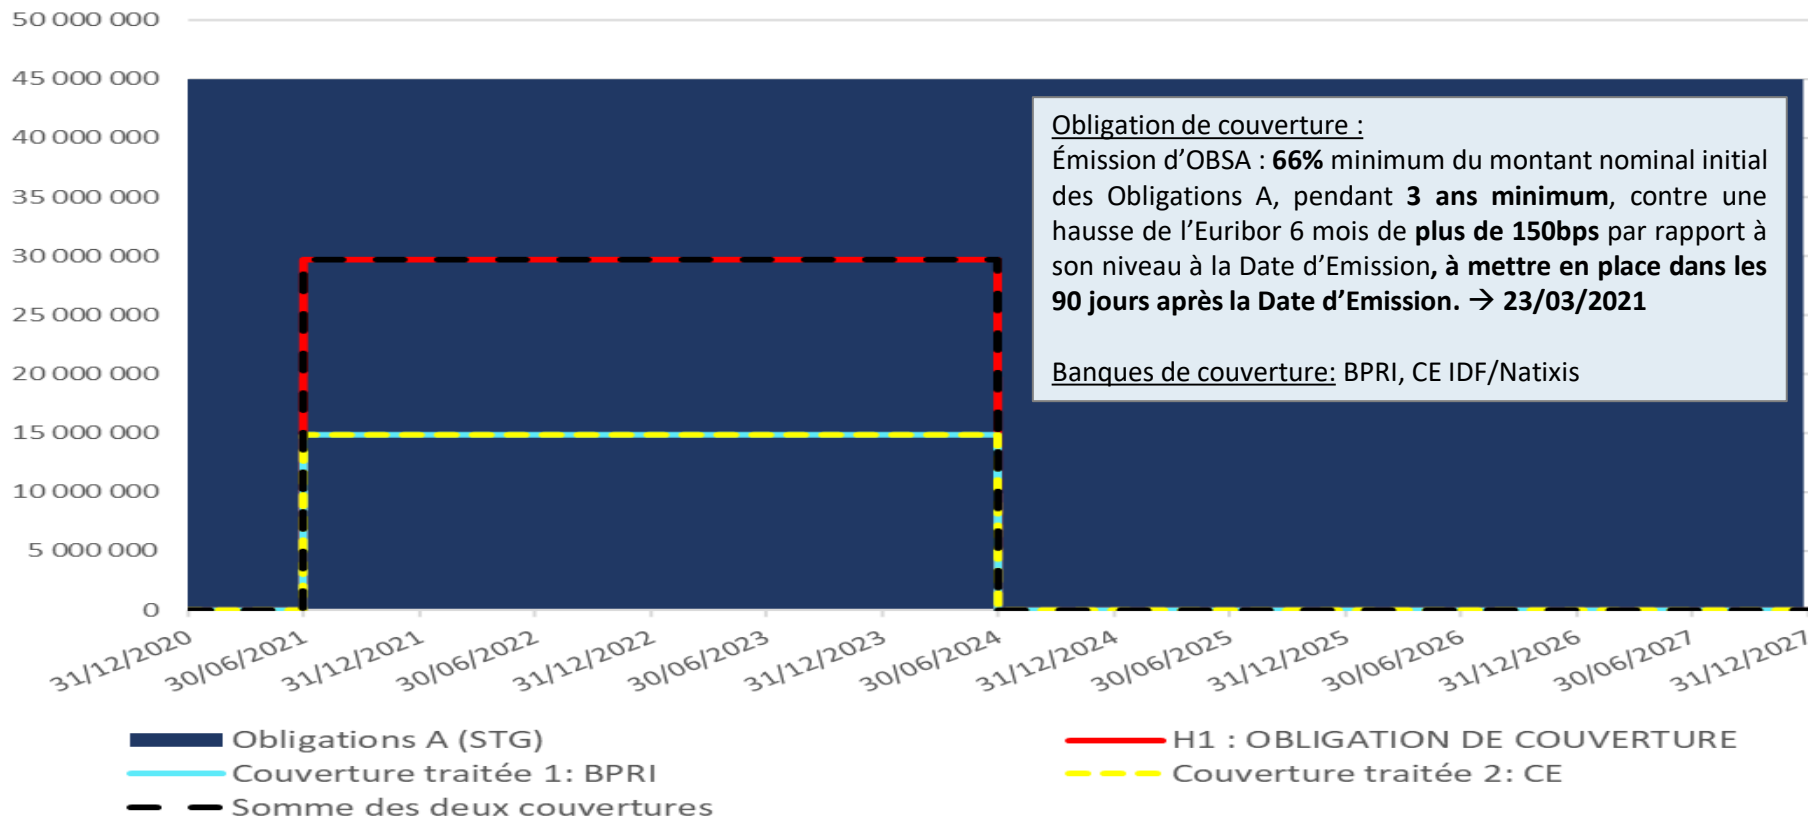 50 000 000
45 000 000
40 000 000
35 000 000
30 000 000
25 000 000
20 000 000
15 000 000
10 000 000
5 000 000
0
Obligation de couverture :
Émission d’OBSA : 66% minimum du montant nominal initial
des Obligations A, pendant 3 ans minimum, contre une
hausse de l’Euribor 6 mois de plus de 150bps par rapport à
son niveau à la Date d’Emission, à mettre en place dans les
90 jours après la Date d’Emission. → 23/03/2021
Banques de couverture: BPRI, CE IDF/Natixis
31/12/2020
30/06/2021
31/12/2021
30/06/2022
31/12/2022
30/06/2023
31/12/2023
30/06/2024
31/12/2024
30/06/2025
31/12/2025
30/06/2026
31/12/2026
30/06/2027
31/12/2027
Obligations A (STG)
H1 : OBLIGATION DE COUVERTURE
Couverture traitée 1: BPRI
Couverture traitée 2: CE
Somme des deux couvertures